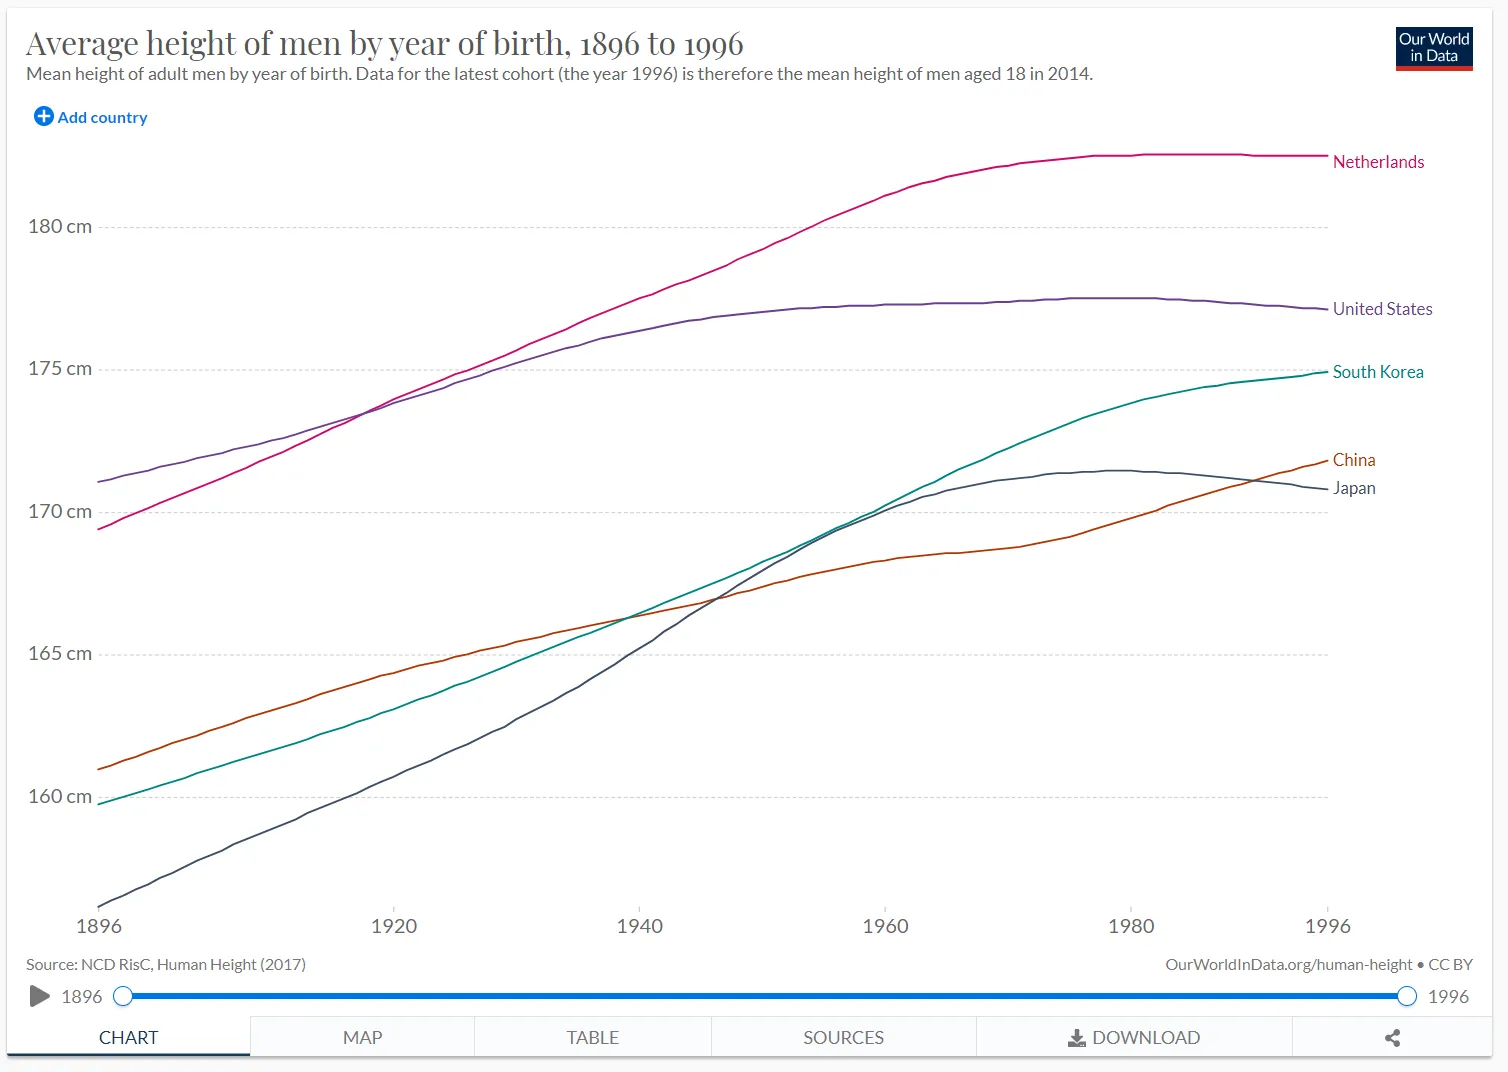 Average height of men by year of birth, 1896 to 1996
Our World
in Data
Mean height of adult men by year of birth. Data for the latest cohort (the year 1996) is therefore the mean height of men aged 18 in 2014.
Add country
Netherlands
180 cm
United States
175 cm
South Korea
China
Japan
170 cm
165 cm
160 cm
1896 1920 1940 1960 1980 1996
Source: NCD RisC, Human Height (2017)
OurWorldInData.org/human-height • CC BY
1896 1996
CHART MAP TABLE SOURCES DOWNLOAD